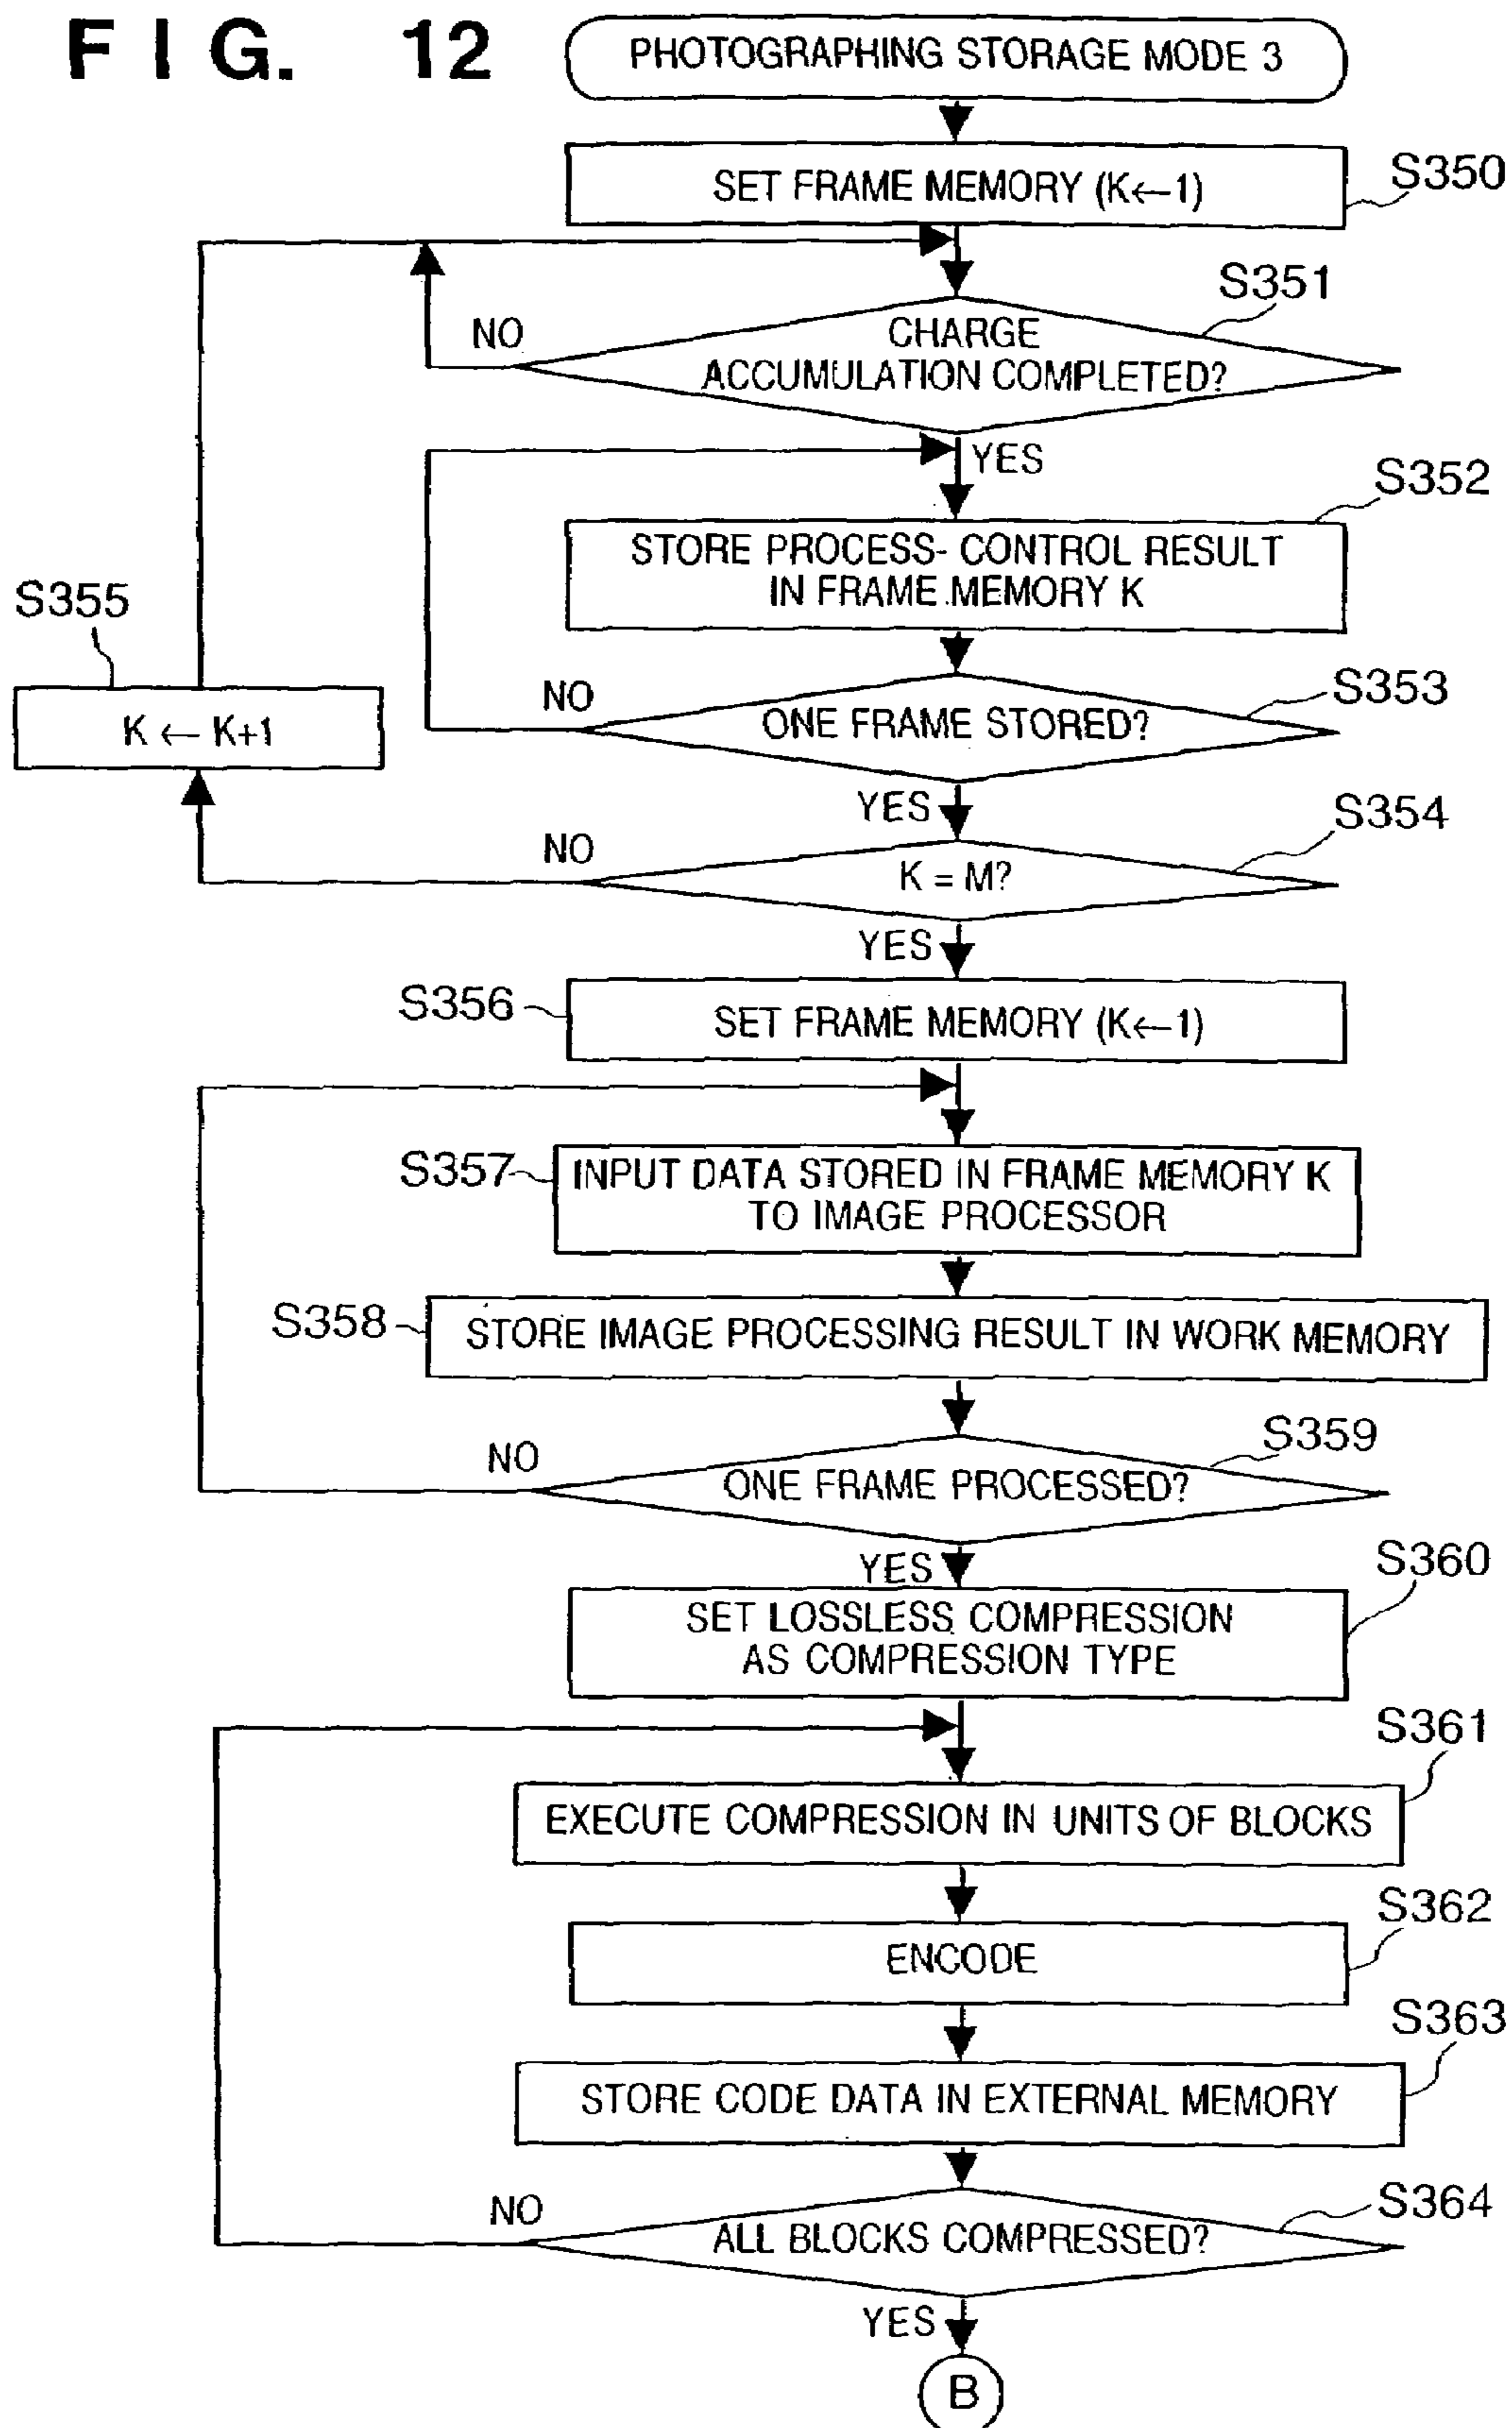 FIG. 12
PHOTOGRAPHING STORAGE MODE 3
SET FRAME MEMORY (K←1)
S350
S351
NO
CHARGE
ACCUMULATION COMPLETED?
YES
S352
STORE PROCESS- CONTROL RESULT
IN FRAME MEMORY K
S355
K ← K+1
S353
NO
ONE FRAME STORED?
YES
S354
NO
K = M?
YES
S356
SET FRAME MEMORY (K←1)
S357
INPUT DATA STORED IN FRAME MEMORY K
TO IMAGE PROCESSOR
S358
STORE IMAGE PROCESSING RESULT IN WORK MEMORY
S359
NO
ONE FRAME PROCESSED?
YES
S360
SET LOSSLESS COMPRESSION
AS COMPRESSION TYPE
S361
EXECUTE COMPRESSION IN UNITS OF BLOCKS
S362
ENCODE
S363
STORE CODE DATA IN EXTERNAL MEMORY
S364
NO
ALL BLOCKS COMPRESSED?
YES
B